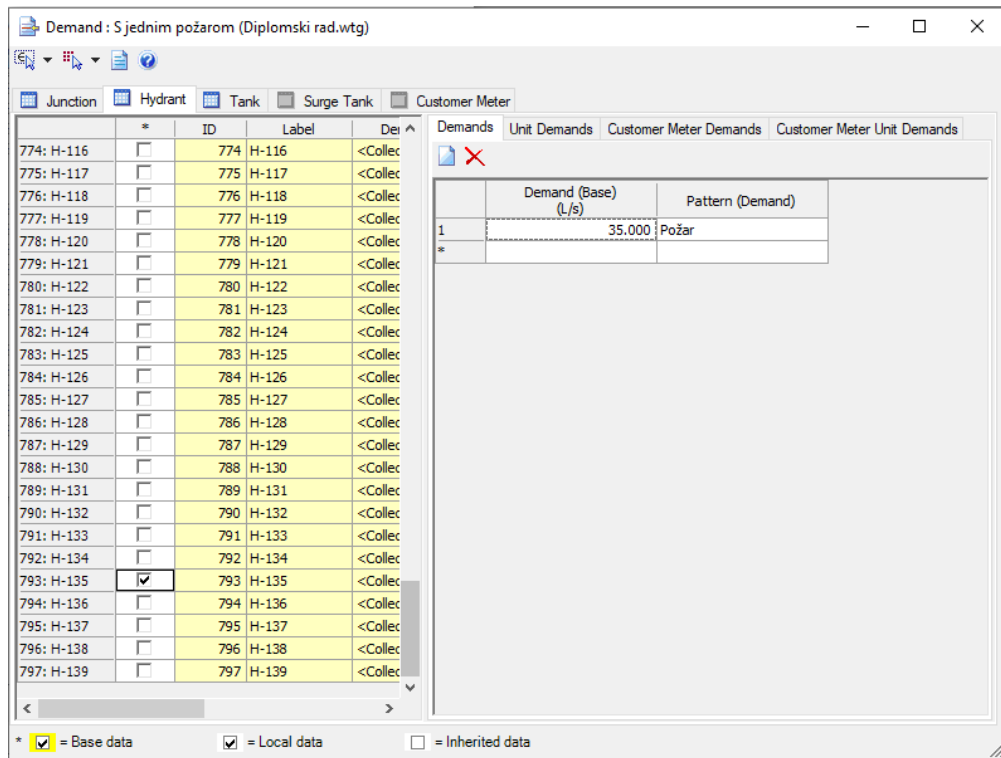 Demand : S jednim požarom (Diplomski rad.wtg)
Junction Hydrant Tank Surge Tank Customer Meter
* ID Label Der
774: H-116 774 H-116 <Collec
775: H-117 775 H-117 <Collec
776: H-118 776 H-118 <Collec
777: H-119 777 H-119 <Collec
778: H-120 778 H-120 <Collec
779: H-121 779 H-121 <Collec
780: H-122 780 H-122 <Collec
781: H-123 781 H-123 <Collec
782: H-124 782 H-124 <Collec
783: H-125 783 H-125 <Collec
784: H-126 784 H-126 <Collec
785: H-127 785 H-127 <Collec
786: H-128 786 H-128 <Collec
787: H-129 787 H-129 <Collec
788: H-130 788 H-130 <Collec
789: H-131 789 H-131 <Collec
790: H-132 790 H-132 <Collec
791: H-133 791 H-133 <Collec
792: H-134 792 H-134 <Collec
793: H-135 793 H-135 <Collec
794: H-136 794 H-136 <Collec
795: H-137 795 H-137 <Collec
796: H-138 796 H-138 <Collec
797: H-139 797 H-139 <Collec
Demands Unit Demands Customer Meter Demands Customer Meter Unit Demands
Demand (Base)
(L/s)
Pattern (Demand)
1 35.000 Požar
*
* = Base data = Local data = Inherited data